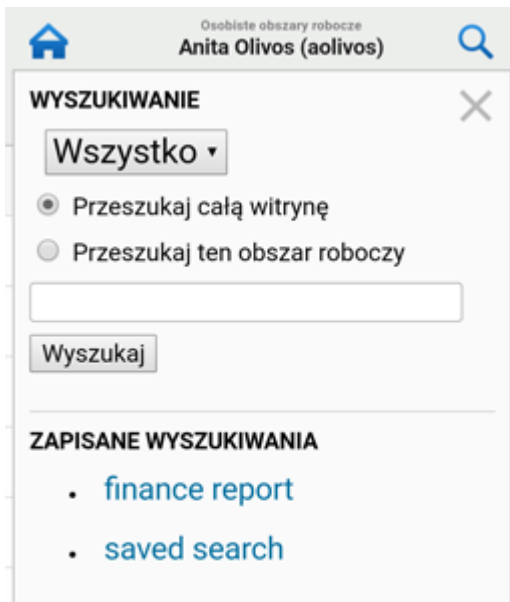 Osobiste obszary robocze
Anita Olivos (aolivos)
WYSZUKIWANIE
Wszystko
Przeszukaj całą witrynę
Przeszukaj ten obszar roboczy
Wyszukaj
ZAPISANE WYSZUKIWANIA
finance report
saved search